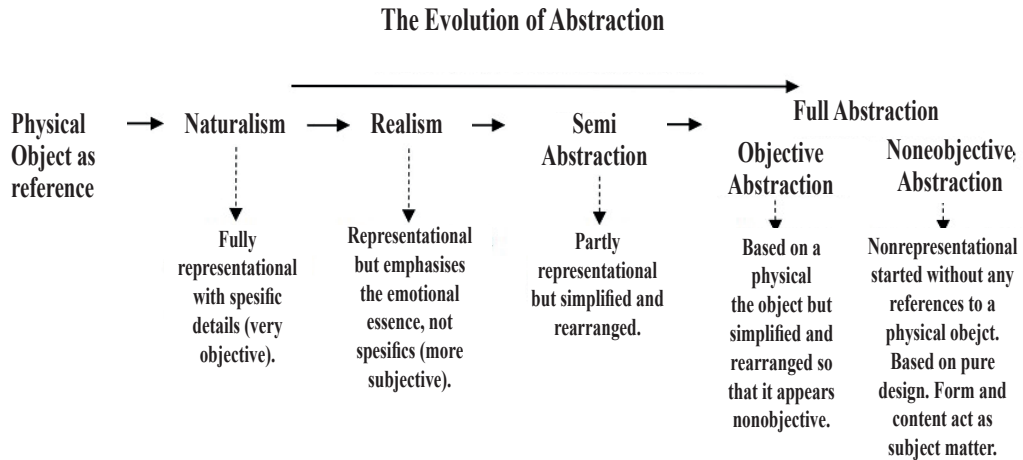 The Evolution of Abstraction
Physical
Object as
reference
Naturalism
Realism
Semi
Abstraction
Full Abstraction
Objective
Abstraction
Noneobjective
Abstraction
Fully
representational
with spesific
details (very
objective).
Representational
but emphasises
the emotional
essence, not
spesifics (more
subjective).
Partly
representational
but simplified and
rearranged.
Based on a
physical
the object but
simplified and
rearranged so
that it appears
nonobjective.
Nonrepresentational
started without any
references to a
physical obejct.
Based on pure
design. Form and
content act as
subject matter.